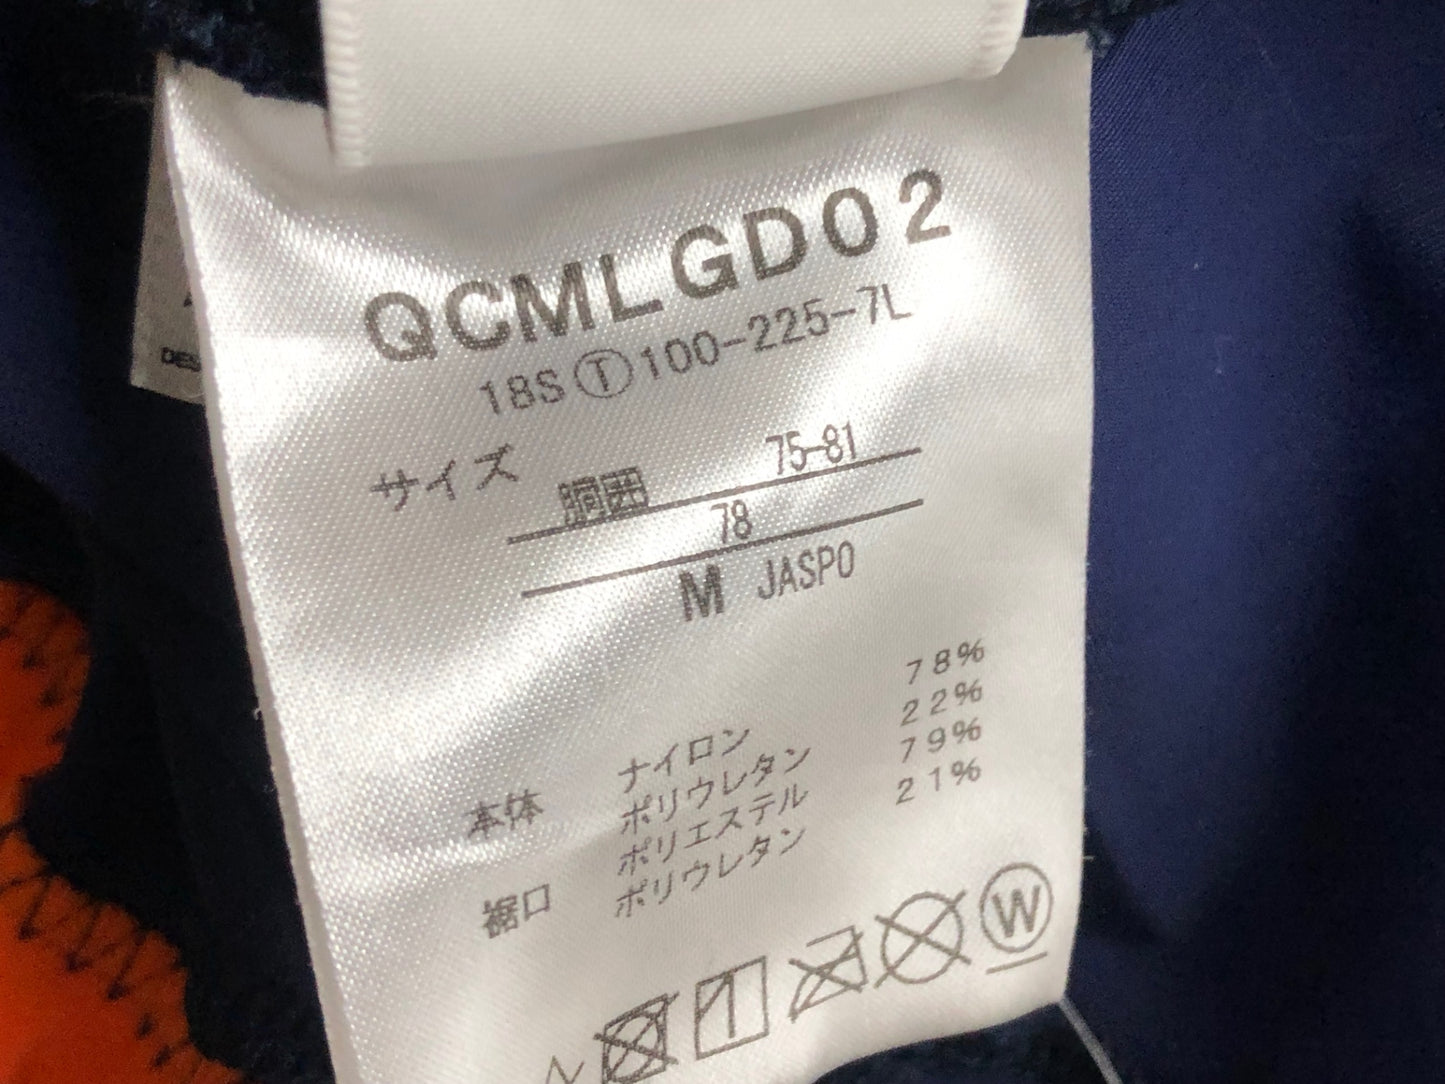 QCMLGD02
18SⓉ100-225-7L
サイズ 胴囲 75-81
78
M JASPO
本体 ナイロン 78%
ポリウレタン 22%
裾口 ポリエステル 79%
ポリウレタン 21%
W
DES